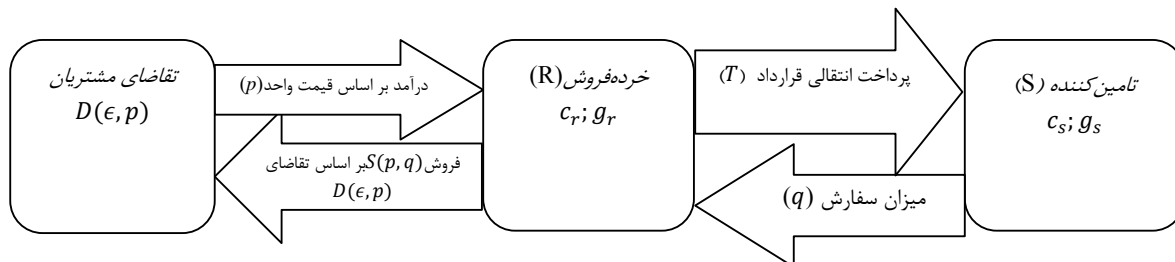 تقاضای مشتریان
D(ϵ, p)
درآمد بر اساس قیمت واحد(p)
فروش S(p, q)بر اساس تقاضای
D(ϵ, p)
خرده‌فروش(R)
c_r; g_r
پرداخت انتقالی قرارداد (T)
میزان سفارش (q)
تامین‌کننده (S)
c_s; g_s